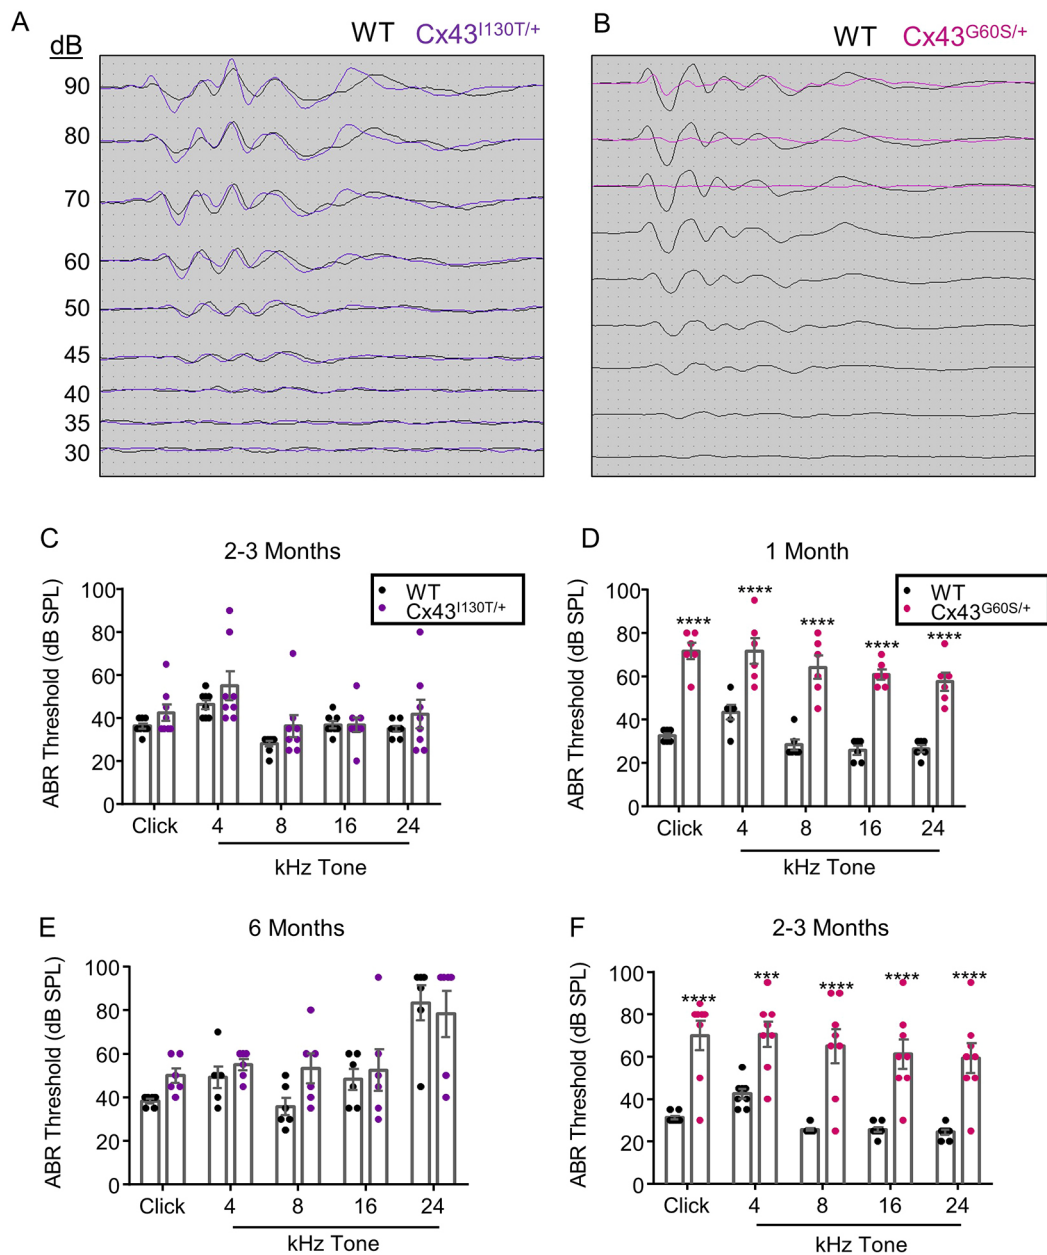 A
WT Cx43I130T/+
dB
90
80
70
60
50
45
40
35
30
B
WT Cx43G60S/+
C
2-3 Months
ABR Threshold (dB SPL)
100
80
60
40
20
0
WT
Cx43I130T/+
Click 4 8 16 24
kHz Tone
D
1 Month
ABR Threshold (dB SPL)
100
80
60
40
20
0
WT
Cx43G60S/+
**** **** **** **** ****
Click 4 8 16 24
kHz Tone
E
6 Months
ABR Threshold (dB SPL)
100
80
60
40
20
0
Click 4 8 16 24
kHz Tone
F
2-3 Months
ABR Threshold (dB SPL)
100
80
60
40
20
0
**** *** **** **** ****
Click 4 8 16 24
kHz Tone